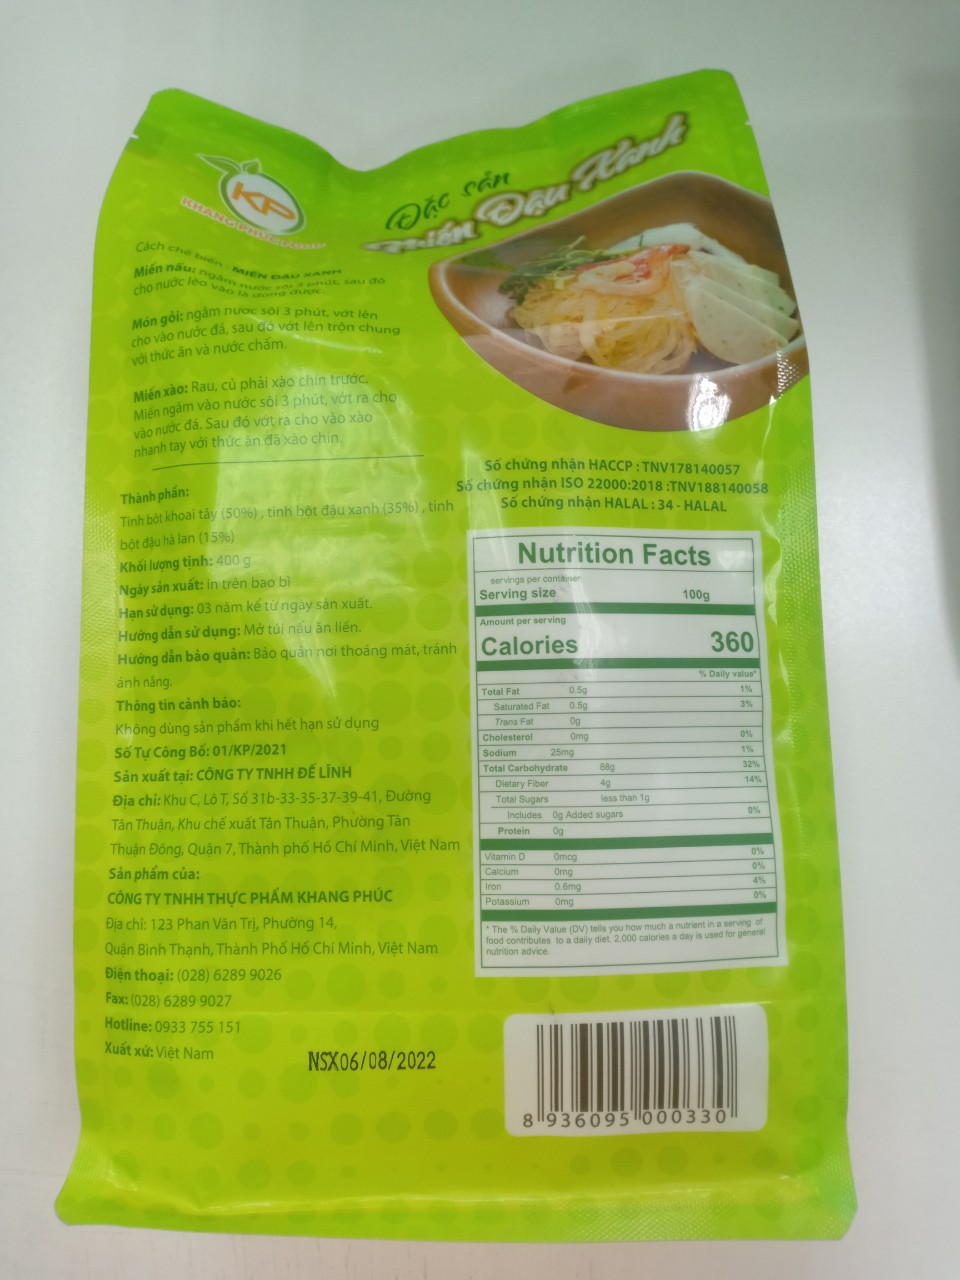 KP
KHANG PHÚC FOOD
Đặc sản
Miến Đậu Xanh
Cách chế biến : MIẾN ĐẬU XANH
Miến nấu: ngâm nước sôi 3 phút, sau đó
cho nước lèo vào là dùng được.
Món gỏi: ngâm nước sôi 3 phút, vớt lên
cho vào nước đá, sau đó vớt lên trộn chung
với thức ăn và nước chấm.
Miến xào: Rau, củ phải xào chín trước.
Miến ngâm vào nước sôi 3 phút, vớt ra cho
vào nước đá. Sau đó vớt ra cho vào xào
nhanh tay với thức ăn đã xào chín.
Thành phần:
Tinh bột khoai tây (50%) , tinh bột đậu xanh (35%) , tinh
bột đậu hà lan (15%)
Khối lượng tịnh: 400 g
Ngày sản xuất: in trên bao bì
Hạn sử dụng: 03 năm kể từ ngày sản xuất.
Hướng dẫn sử dụng: Mở túi nấu ăn liền.
Hướng dẫn bảo quản: Bảo quản nơi thoáng mát, tránh
ánh nắng.
Thông tin cảnh báo:
Không dùng sản phẩm khi hết hạn sử dụng
Số Tự Công Bố: 01/KP/2021
Sản xuất tại: CÔNG TY TNHH ĐẾ LĨNH
Địa chỉ: Khu C, Lô T, Số 31b-33-35-37-39-41, Đường
Tân Thuận, Khu chế xuất Tân Thuận, Phường Tân
Thuận Đông, Quận 7, Thành phố Hồ Chí Minh, Việt Nam
Sản phẩm của:
CÔNG TY TNHH THỰC PHẨM KHANG PHÚC
Địa chỉ: 123 Phan Văn Trị, Phường 14,
Quận Bình Thạnh, Thành Phố Hồ Chí Minh, Việt Nam
Điện thoại: (028) 6289 9026
Fax: (028) 6289 9027
Hotline: 0933 755 151
Xuất xứ: Việt Nam
NSX06/08/2022
Số chứng nhận HACCP : TNV178140057
Số chứng nhận ISO 22000:2018 :TNV188140058
Số chứng nhận HALAL : 34 - HALAL
Nutrition Facts
servings per container
Serving size 100g
Amount per serving
Calories 360
% Daily value*
Total Fat 0.5g 1%
Saturated Fat 0.5g 3%
Trans Fat 0g
Cholesterol 0mg 0%
Sodium 25mg 1%
Total Carbohydrate 88g 32%
Dietary Fiber 4g 14%
Total Sugars less than 1g
Includes 0g Added sugars 0%
Protein 0g
Vitamin D 0mcg 0%
Calcium 0mg 0%
Iron 0.6mg 4%
Potassium 0mg 0%
* The % Daily Value (DV) tells you how much a nutrient in a serving of
food contributes to a daily diet. 2,000 calories a day is used for general
nutrition advice.
8 936095 000330